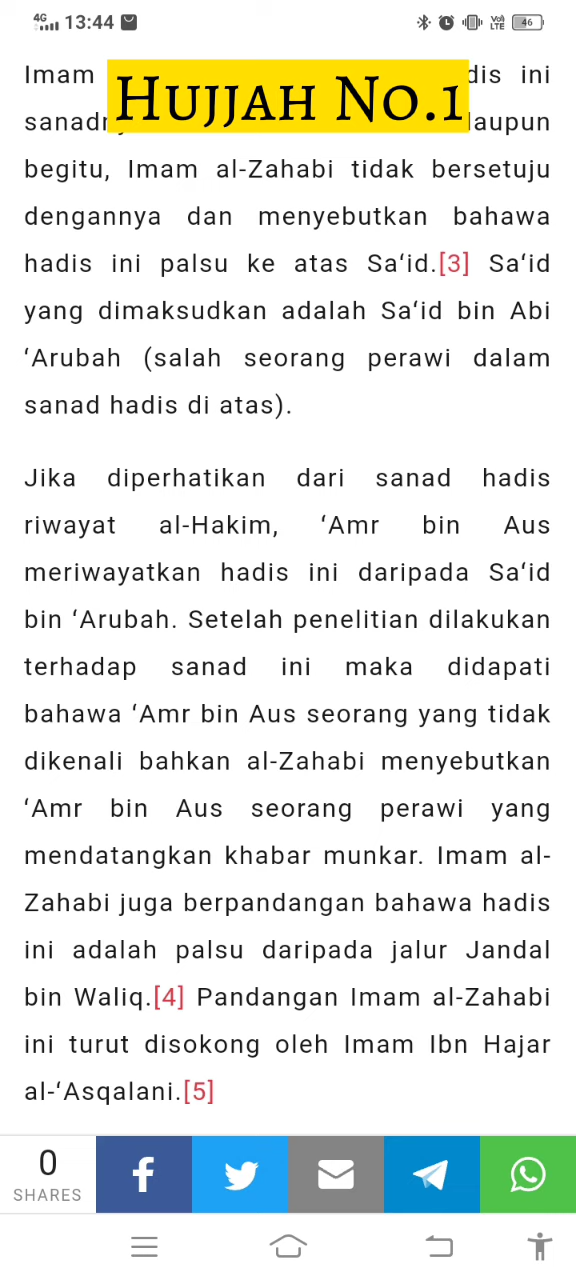 4G 13:44 Voi) LTE 46
Imam dis ini
HUJJAH NO.1
begitu, Imam al-Zahabi tidak bersetuju
dengannya dan menyebutkan bahawa
hadis ini palsu ke atas Sa‘id.[3] Sa‘id
yang dimaksudkan adalah Sa‘id bin Abi
‘Arubah (salah seorang perawi dalam
sanad hadis di atas).
Jika diperhatikan dari sanad hadis
riwayat al-Hakim, ‘Amr bin Aus
meriwayatkan hadis ini daripada Sa‘id
bin ‘Arubah. Setelah penelitian dilakukan
terhadap sanad ini maka didapati
bahawa ‘Amr bin Aus seorang yang tidak
dikenali bahkan al-Zahabi menyebutkan
‘Amr bin Aus seorang perawi yang
mendatangkan khabar munkar. Imam al-
Zahabi juga berpandangan bahawa hadis
ini adalah palsu daripada jalur Jandal
bin Waliq.[4] Pandangan Imam al-Zahabi
ini turut disokong oleh Imam Ibn Hajar
al-‘Asqalani.[5]
0
SHARES